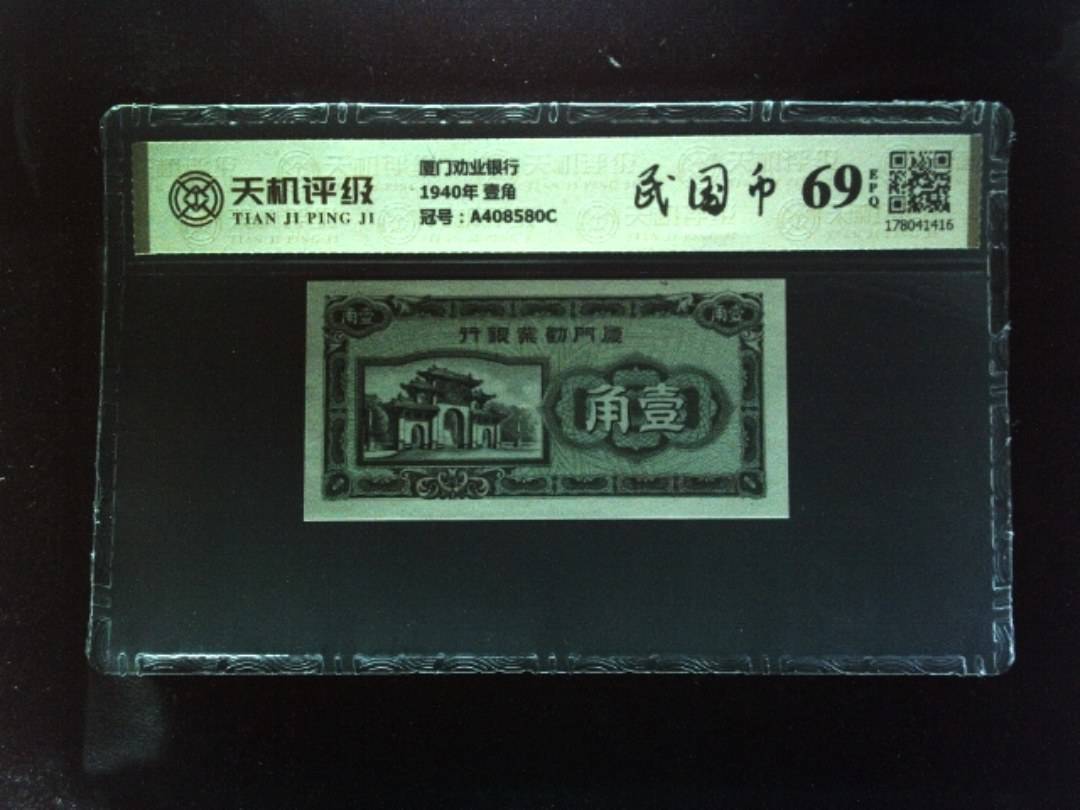 天机评级
TIAN JI PING JI
厦门劝业银行
1940年 壹角
冠号：A408580C
民国币
69
EPQ
178041416
角壹
角壹
行銀業勸門廈
角壹